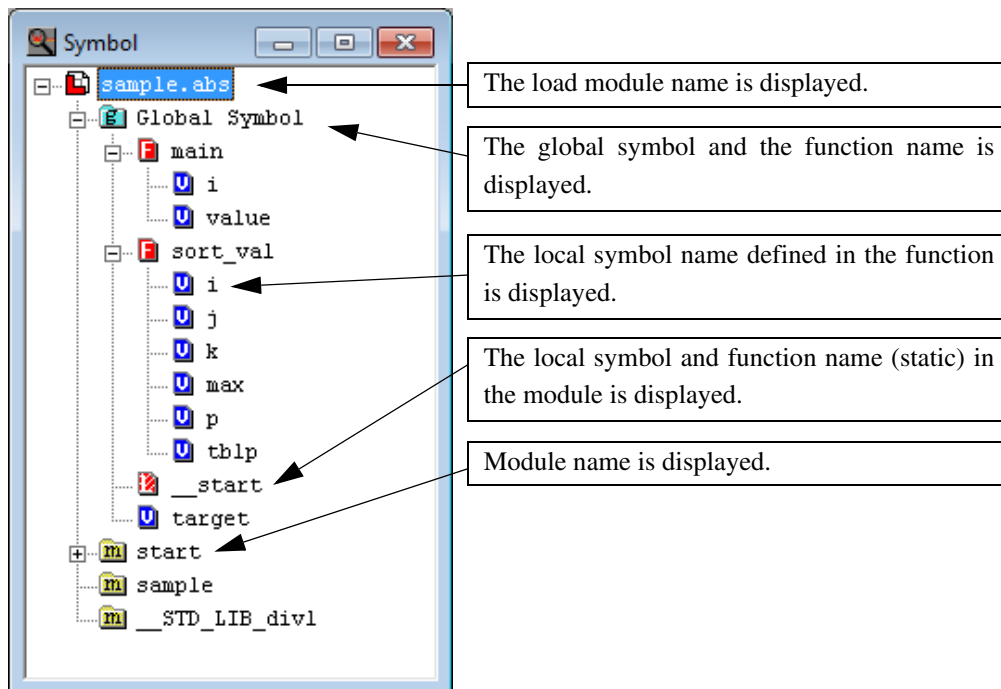 Symbol
sample.abs
Global Symbol
main
i
value
sort_val
i
j
k
max
p
tblp
__start
target
start
sample
__STD_LIB_divl
The load module name is displayed.
The global symbol and the function name is
displayed.
The local symbol name defined in the function
is displayed.
The local symbol and function name (static) in
the module is displayed.
Module name is displayed.